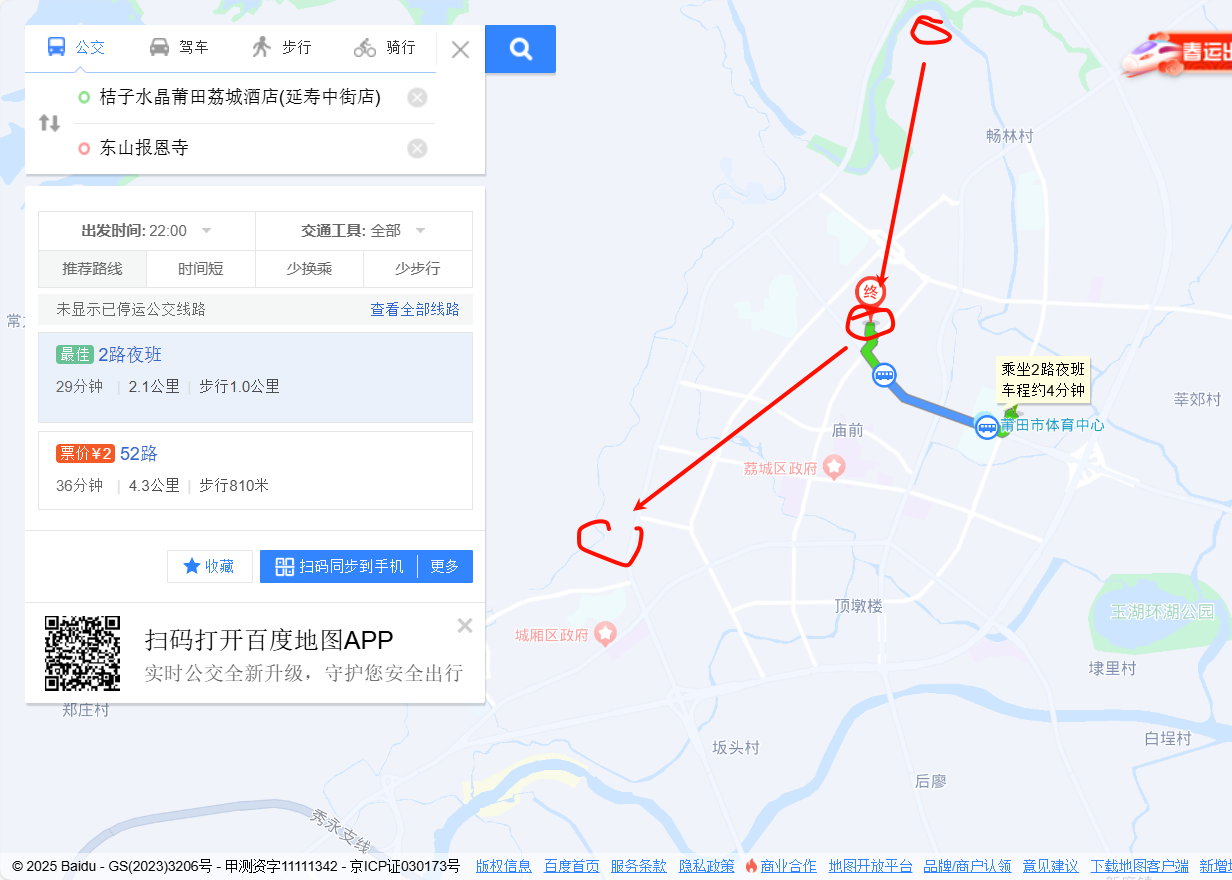 公交 驾车 步行 骑行
桔子水晶莆田荔城酒店(延寿中街店)
东山报恩寺
出发时间: 22:00 交通工具: 全部
推荐路线 时间短 少换乘 少步行
未显示已停运公交线路 查看全部线路
最佳 2路夜班
29分钟 | 2.1公里 | 步行1.0公里
票价¥2 52路
36分钟 | 4.3公里 | 步行810米
收藏 扫码同步到手机 更多
扫码打开百度地图APP
实时公交全新升级，守护您安全出行
郑庄村
春运出
畅林村
终
乘坐2路夜班
车程约4分钟
莘郊村
莆田市体育中心
庙前
荔城区政府
顶墩楼
玉湖环湖公园
城厢区政府
埭里村
坂头村
白埕村
后廖
秀永支线
© 2025 Baidu - GS(2023)3206号 - 甲测资字11111342 - 京ICP证030173号 版权信息 百度首页 服务条款 隐私政策 商业合作 地图开放平台 品牌/商户认领 意见建议 下载地图客户端 新增